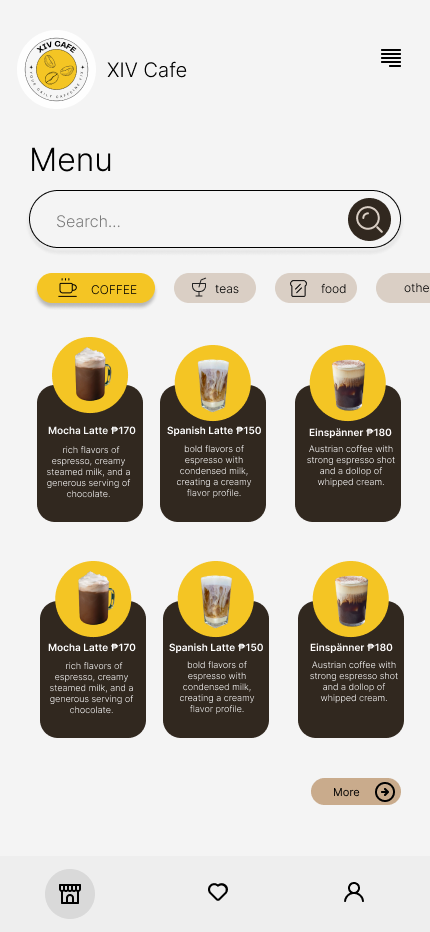 XIV CAFE
YOUR DAILY CAFFEINE FIX
XIV Cafe
Menu
Search...
COFFEE
teas
food
othe
Mocha Latte ₱170
rich flavors of
espresso, creamy
steamed milk, and a
generous serving of
chocolate.
Spanish Latte ₱150
bold flavors of
espresso with
condensed milk,
creating a creamy
flavor profile.
Einspänner ₱180
Austrian coffee with
strong espresso shot
and a dollop of
whipped cream.
Mocha Latte ₱170
rich flavors of
espresso, creamy
steamed milk, and a
generous serving of
chocolate.
Spanish Latte ₱150
bold flavors of
espresso with
condensed milk,
creating a creamy
flavor profile.
Einspänner ₱180
Austrian coffee with
strong espresso shot
and a dollop of
whipped cream.
More